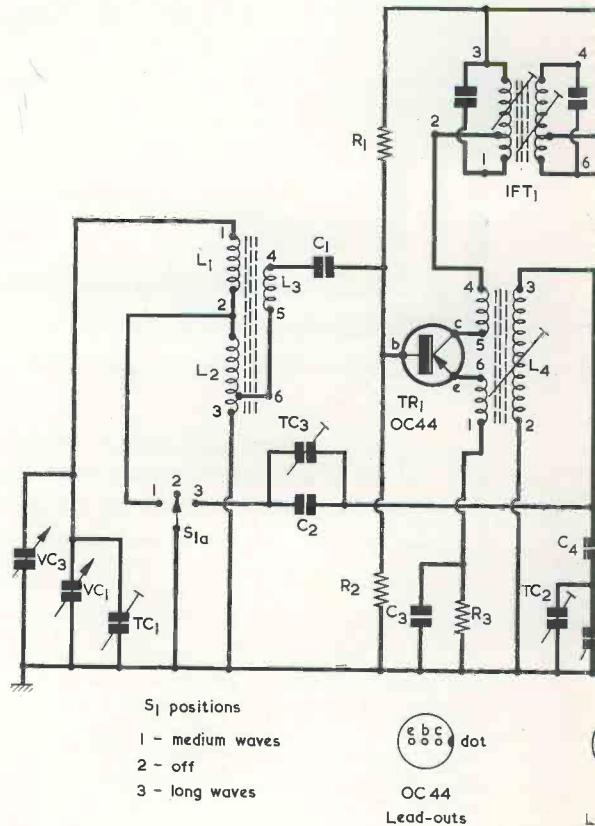 3
4
R1
2
1
6
IFT1
1
4
C1
L1
L3
4
3
2
5
c
b
5
L2
6
6
L4
e
3
TR1
OC44
1
2
TC3
1
2
3
S1a
C2
C4
VC3
VC1
TC1
R2
C3
R3
TC2
S1 positions
1 - medium waves
2 - off
3 - long waves
e b c
dot
OC 44
Lead-outs
L